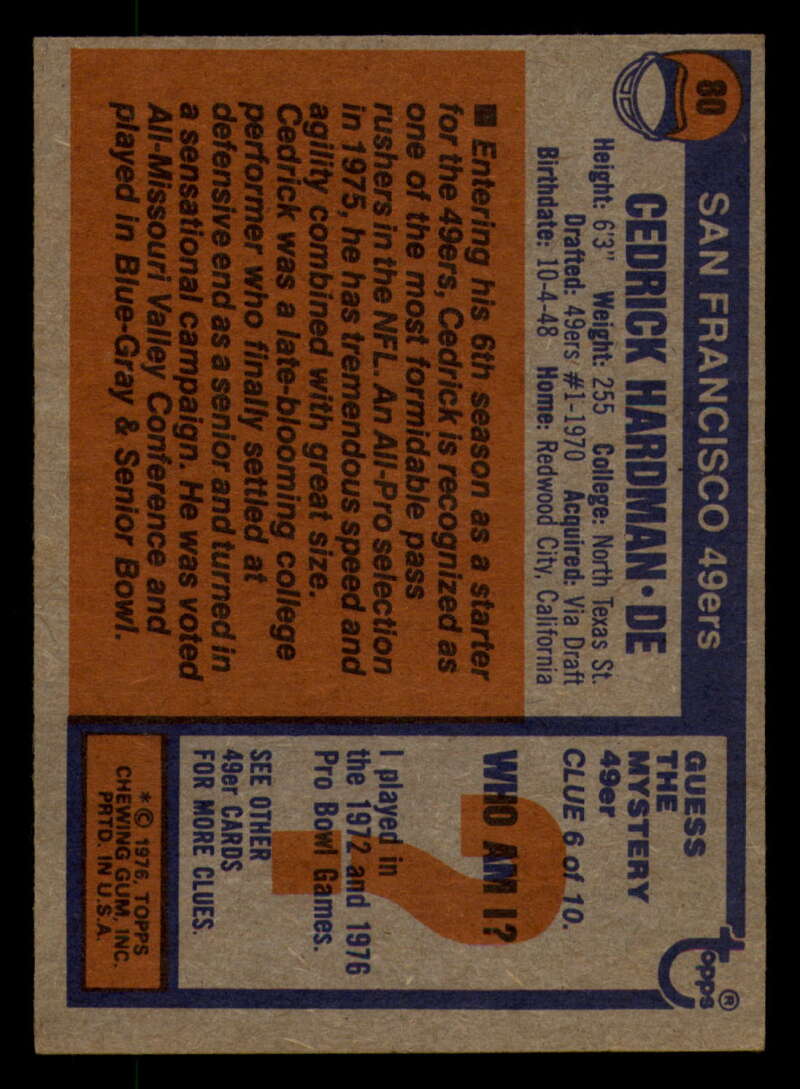 80
SAN FRANCISCO 49ers
CEDRICK HARDMAN • DE
Height: 6'3" Weight: 255 College: North Texas St.
Drafted: 49ers #1-1970 Acquired: Via Draft
Birthdate: 10-4-48 Home: Redwood City, California
■ Entering his 6th season as a starter
for the 49ers, Cedrick is recognized as
one of the most formidable pass
rushers in the NFL. An All-Pro selection
in 1975, he has tremendous speed and
agility combined with great size.
Cedrick was a late-blooming college
performer who finally settled at
defensive end as a senior and turned in
a sensational campaign. He was voted
All-Missouri Valley Conference and
played in Blue-Gray & Senior Bowl.
topps®
GUESS
THE
MYSTERY
49er
CLUE 6 of 10.
?
WHO AM I?
I played in
the 1972 and 1976
Pro Bowl Games.
SEE OTHER
49er CARDS
FOR MORE CLUES.
* © 1976, TOPPS
CHEWING GUM, INC.
PRTD. IN U.S.A.